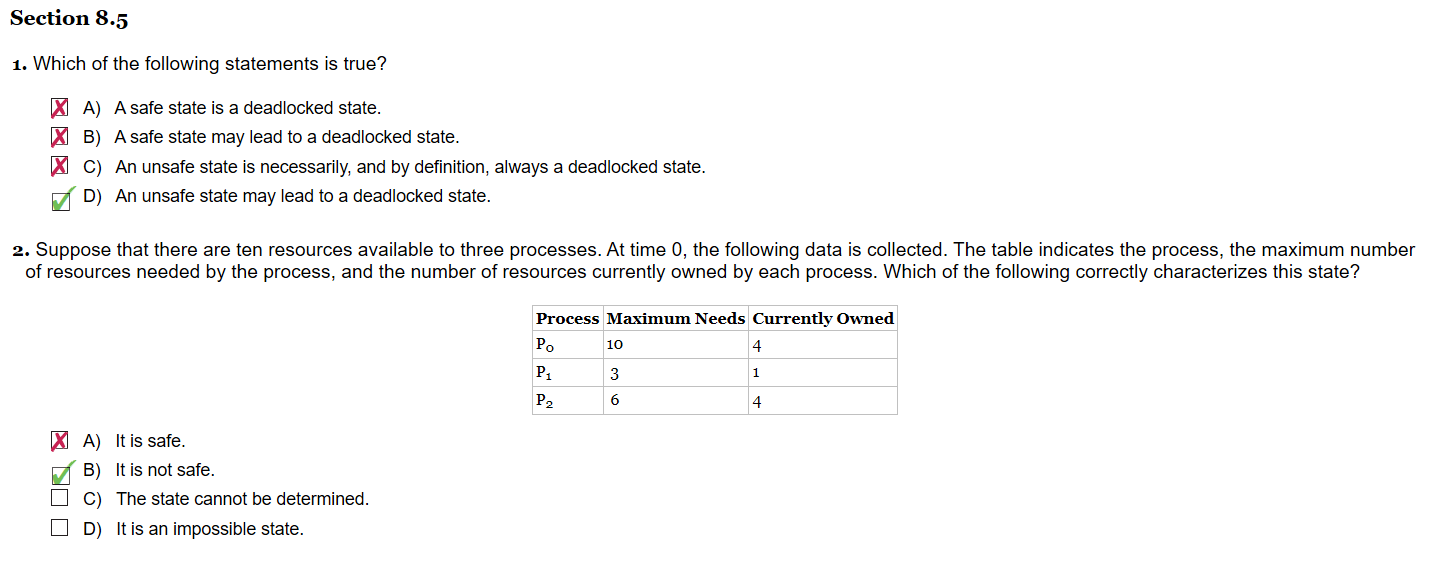 Section 8.5
1. Which of the following statements is true?
A) A safe state is a deadlocked state.
B) A safe state may lead to a deadlocked state.
C) An unsafe state is necessarily, and by definition, always a deadlocked state.
D) An unsafe state may lead to a deadlocked state.
2. Suppose that there are ten resources available to three processes. At time 0, the following data is collected. The table indicates the process, the maximum number
of resources needed by the process, and the number of resources currently owned by each process. Which of the following correctly characterizes this state?
Process Maximum Needs Currently Owned
P0 10 4
P1 3 1
P2 6 4
A) It is safe.
B) It is not safe.
C) The state cannot be determined.
D) It is an impossible state.